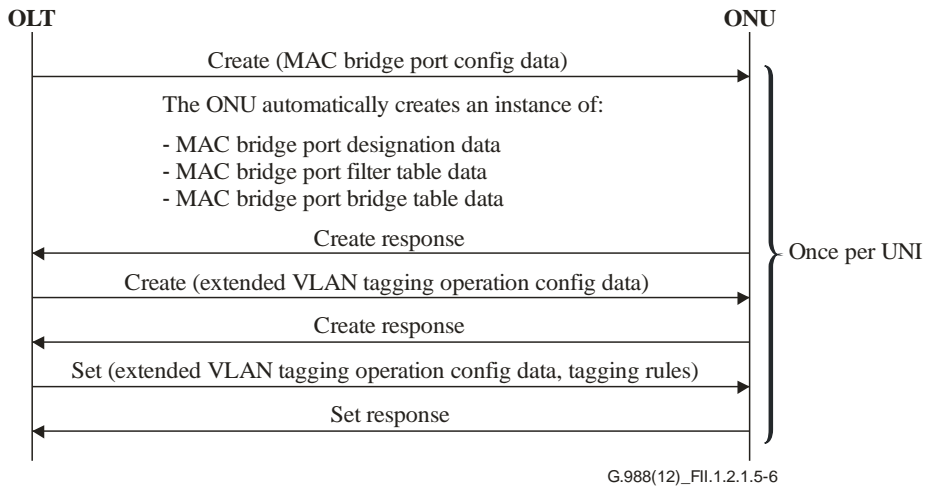 OLT
ONU
Create (MAC bridge port config data)
The ONU automatically creates an instance of:
- MAC bridge port designation data
- MAC bridge port filter table data
- MAC bridge port bridge table data
Create response
Once per UNI
Create (extended VLAN tagging operation config data)
Create response
Set (extended VLAN tagging operation config data, tagging rules)
Set response
G.988(12)_FII.1.2.1.5-6